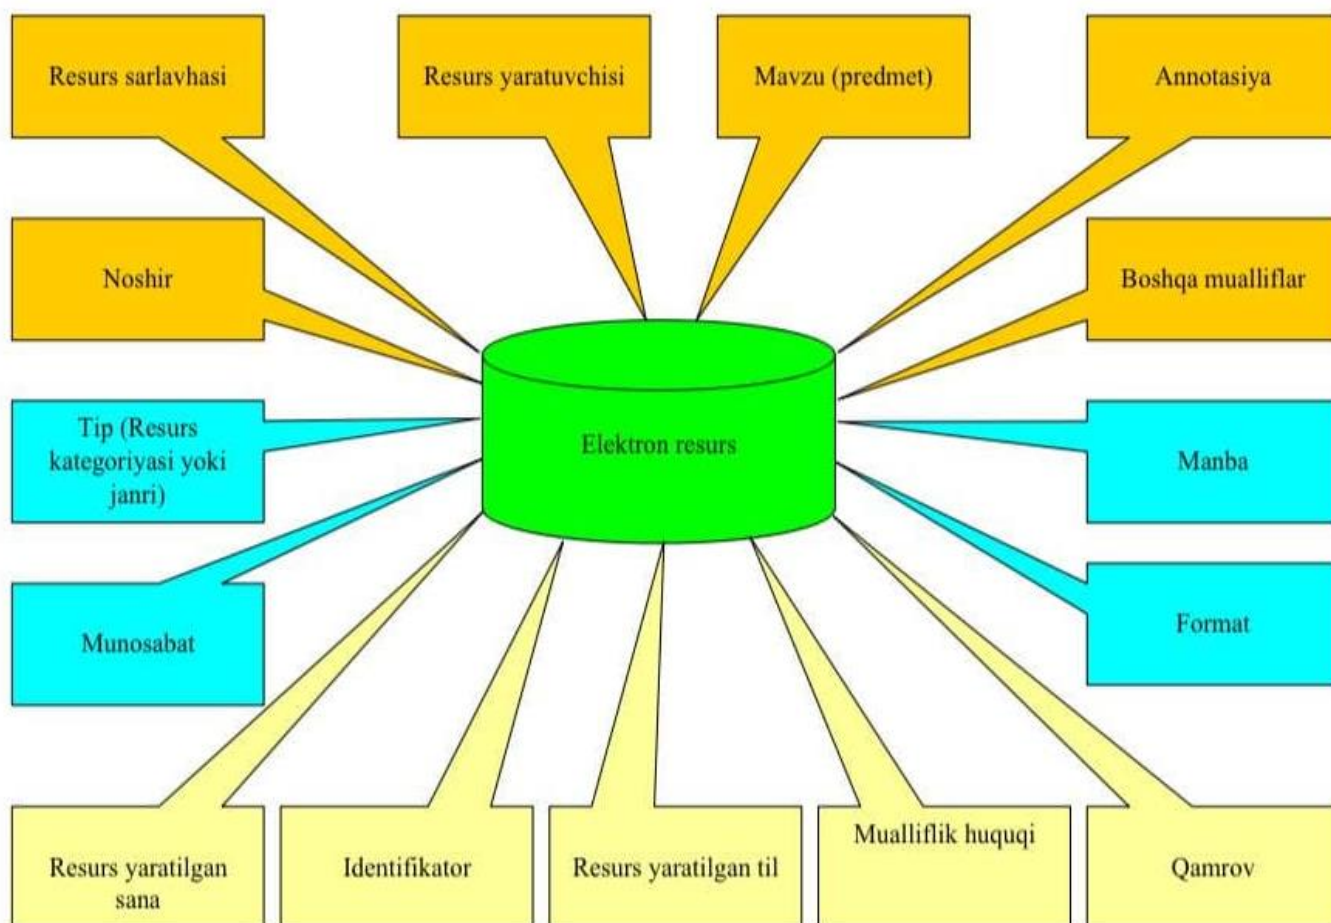 Resurs sarlavhasi
Resurs yaratuvchisi
Mavzu (predmet)
Annotasiya
Noshir
Boshqa mualliflar
Tip (Resurs
kategoriyasi yoki
janri)
Elektron resurs
Manba
Munosabat
Format
Resurs yaratilgan
sana
Identifikator
Resurs yaratilgan til
Mualliflik huquqi
Qamrov